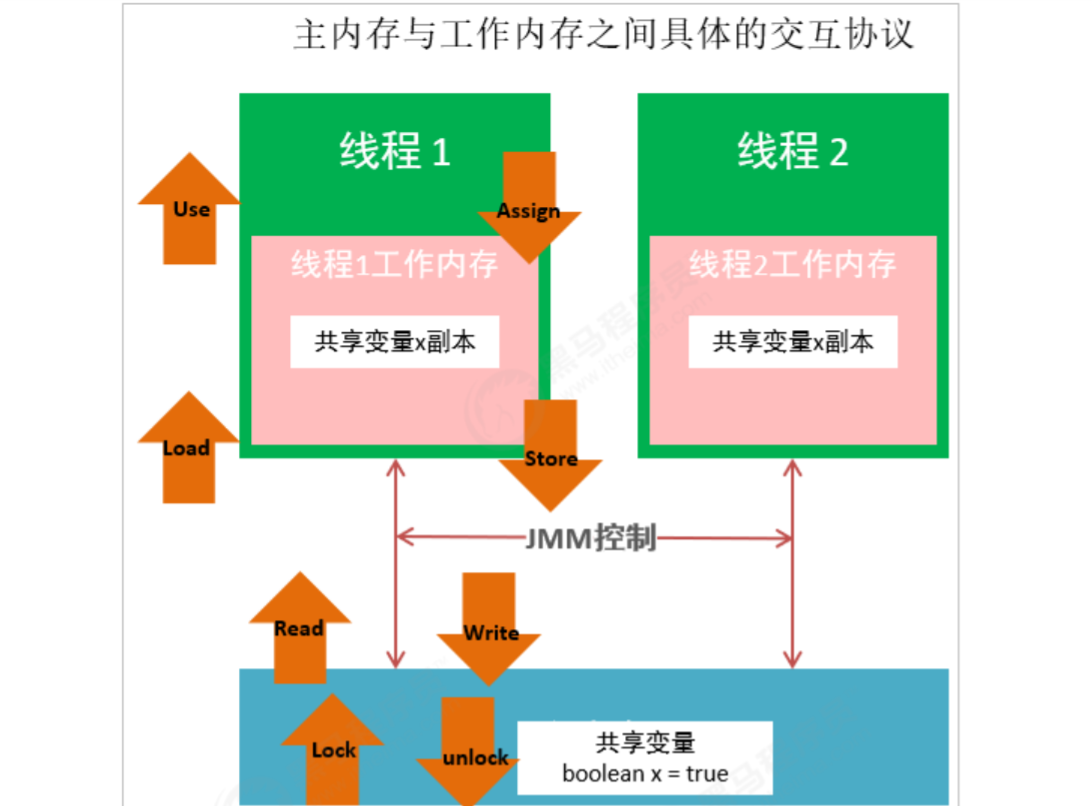 主内存与工作内存之间具体的交互协议
线程 1
线程 2
Use
Assign
线程1工作内存
线程2工作内存
共享变量x副本
共享变量x副本
Load
Store
JMM控制
Read
Write
Lock
unlock
共享变量
boolean x = true